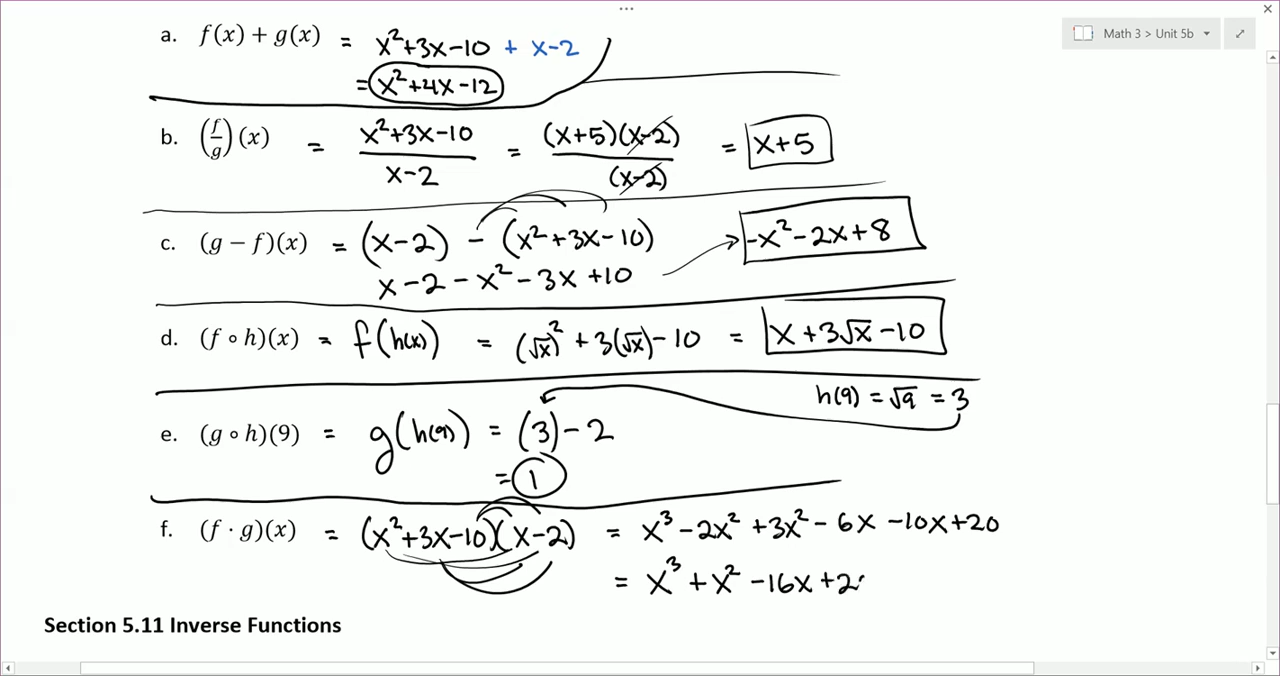 Math 3 > Unit 5b
a. f(x) + g(x) = x²+3x-10 + x-2
= x²+4x-12
b. (f/g)(x) = (x²+3x-10)/(x-2) = (x+5)(x-2)/(x-2) = x+5
c. (g − f)(x) = (x-2) - (x²+3x-10)
x-2-x²-3x+10 → -x²-2x+8
d. (f ∘ h)(x) = f(h(x)) = (√x)²+3(√x)-10 = x+3√x-10
h(9) = √9 = 3
e. (g ∘ h)(9) = g(h(9)) = (3)-2
= 1
f. (f · g)(x) = (x²+3x-10)(x-2) = x³-2x²+3x²-6x-10x+20
= x³+x²-16x+2
Section 5.11 Inverse Functions